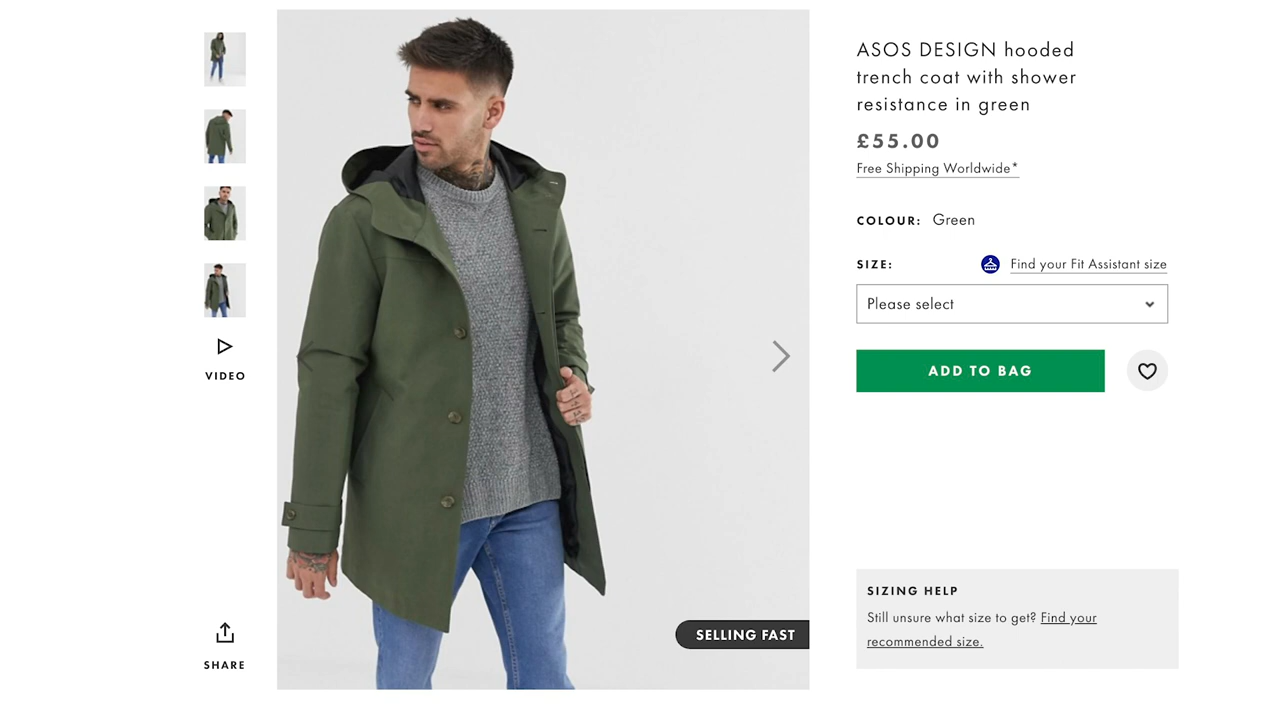 ASOS DESIGN hooded
trench coat with shower
resistance in green
£55.00
Free Shipping Worldwide*
COLOUR: Green
SIZE: Find your Fit Assistant size
Please select
ADD TO BAG
VIDEO
SELLING FAST
SHARE
SIZING HELP
Still unsure what size to get? Find your
recommended size.